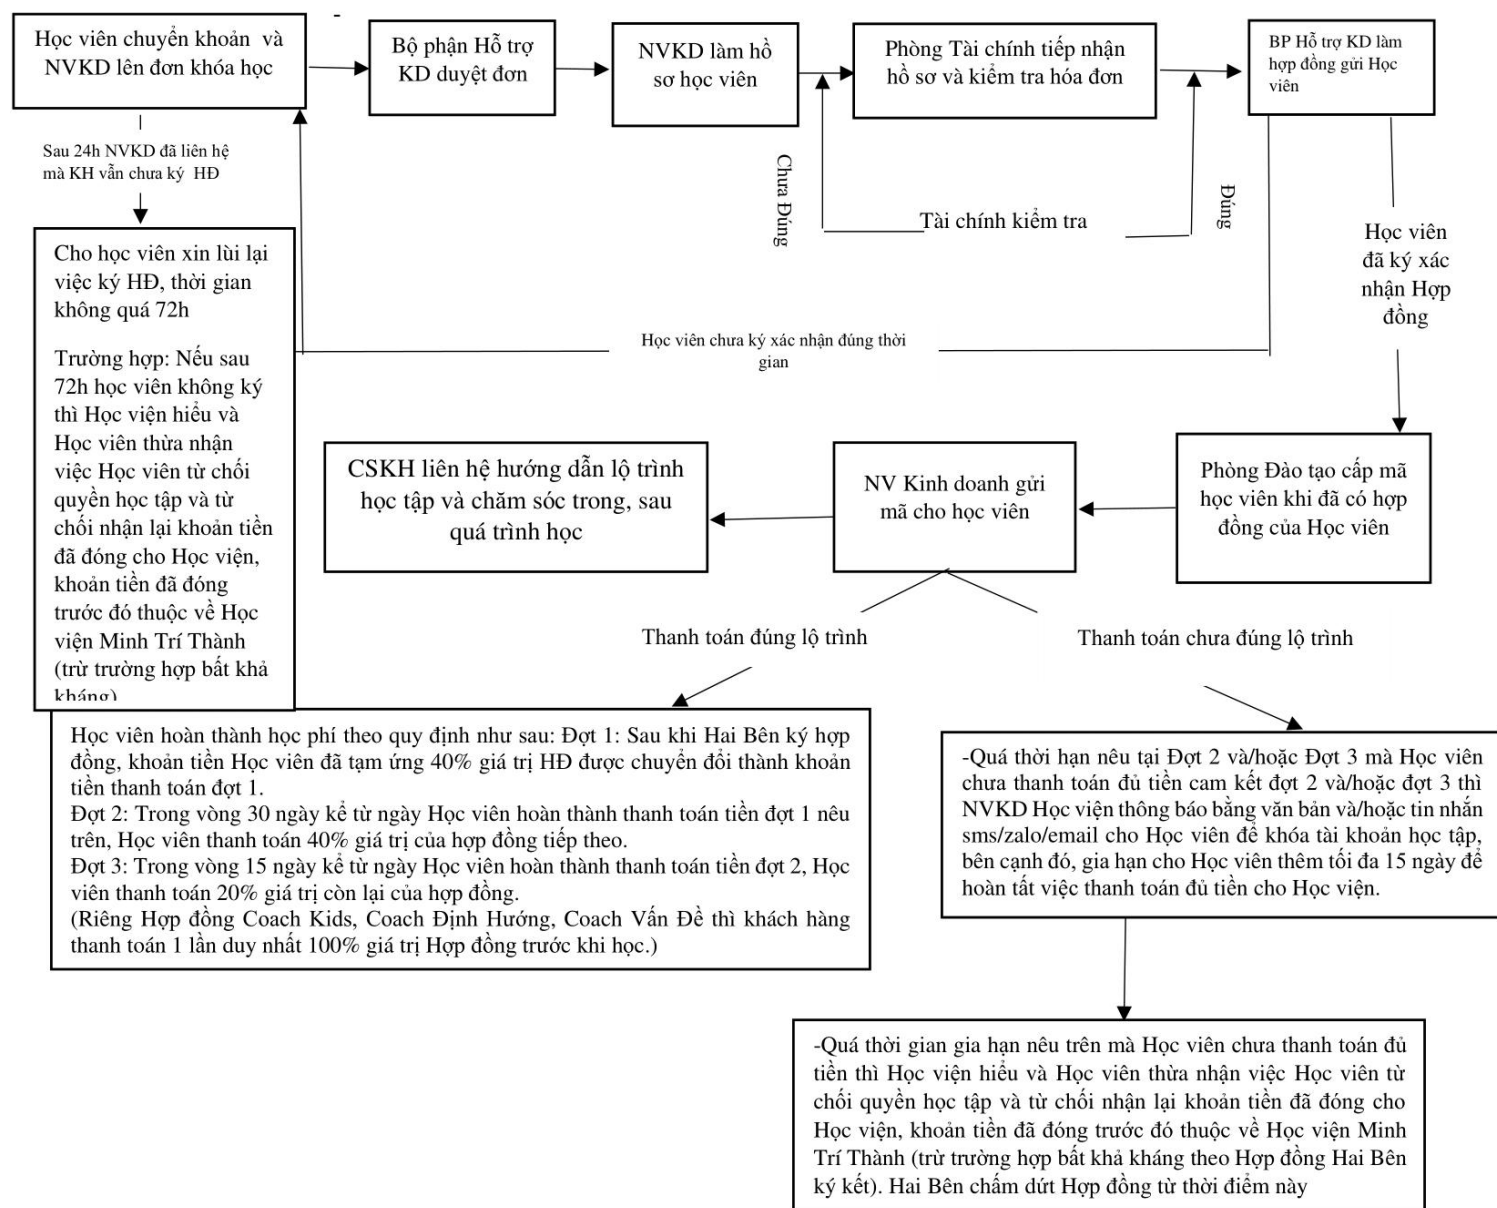 -
Học viên chuyển khoản và
NVKD lên đơn khóa học
Bộ phận Hỗ trợ
KD duyệt đơn
NVKD làm hồ
sơ học viên
Phòng Tài chính tiếp nhận
hồ sơ và kiểm tra hóa đơn
BP Hỗ trợ KD làm
hợp đồng gửi Học
viên
Sau 24h NVKD đã liên hệ
mà KH vẫn chưa ký HĐ
Chưa Đúng
Tài chính kiểm tra
Đúng
Học viên
đã ký xác
nhận Hợp
đồng
Cho học viên xin lùi lại
việc ký HĐ, thời gian
không quá 72h
Trường hợp: Nếu sau
72h học viên không ký
thì Học viện hiểu và
Học viên thừa nhận
việc Học viên từ chối
quyền học tập và từ
chối nhận lại khoản tiền
đã đóng cho Học viện,
khoản tiền đã đóng
trước đó thuộc về Học
viện Minh Trí Thành
(trừ trường hợp bất khả
kháng)
Học viên chưa ký xác nhận đúng thời
gian
CSKH liên hệ hướng dẫn lộ trình
học tập và chăm sóc trong, sau
quá trình học
NV Kinh doanh gửi
mã cho học viên
Phòng Đào tạo cấp mã
học viên khi đã có hợp
đồng của Học viên
Thanh toán đúng lộ trình
Thanh toán chưa đúng lộ trình
Học viên hoàn thành học phí theo quy định như sau: Đợt 1: Sau khi Hai Bên ký hợp
đồng, khoản tiền Học viên đã tạm ứng 40% giá trị HĐ được chuyển đổi thành khoản
tiền thanh toán đợt 1.
Đợt 2: Trong vòng 30 ngày kể từ ngày Học viên hoàn thành thanh toán tiền đợt 1 nêu
trên, Học viên thanh toán 40% giá trị của hợp đồng tiếp theo.
Đợt 3: Trong vòng 15 ngày kể từ ngày Học viên hoàn thành thanh toán tiền đợt 2, Học
viên thanh toán 20% giá trị còn lại của hợp đồng.
(Riêng Hợp đồng Coach Kids, Coach Định Hướng, Coach Vấn Đề thì khách hàng
thanh toán 1 lần duy nhất 100% giá trị Hợp đồng trước khi học.)
-Quá thời hạn nêu tại Đợt 2 và/hoặc Đợt 3 mà Học viên
chưa thanh toán đủ tiền cam kết đợt 2 và/hoặc đợt 3 thì
NVKD Học viện thông báo bằng văn bản và/hoặc tin nhắn
sms/zalo/email cho Học viên để khóa tài khoản học tập,
bên cạnh đó, gia hạn cho Học viên thêm tối đa 15 ngày để
hoàn tất việc thanh toán đủ tiền cho Học viện.
-Quá thời gian gia hạn nêu trên mà Học viên chưa thanh toán đủ
tiền thì Học viện hiểu và Học viên thừa nhận việc Học viên từ
chối quyền học tập và từ chối nhận lại khoản tiền đã đóng cho
Học viện, khoản tiền đã đóng trước đó thuộc về Học viện Minh
Trí Thành (trừ trường hợp bất khả kháng theo Hợp đồng Hai Bên
ký kết). Hai Bên chấm dứt Hợp đồng từ thời điểm này